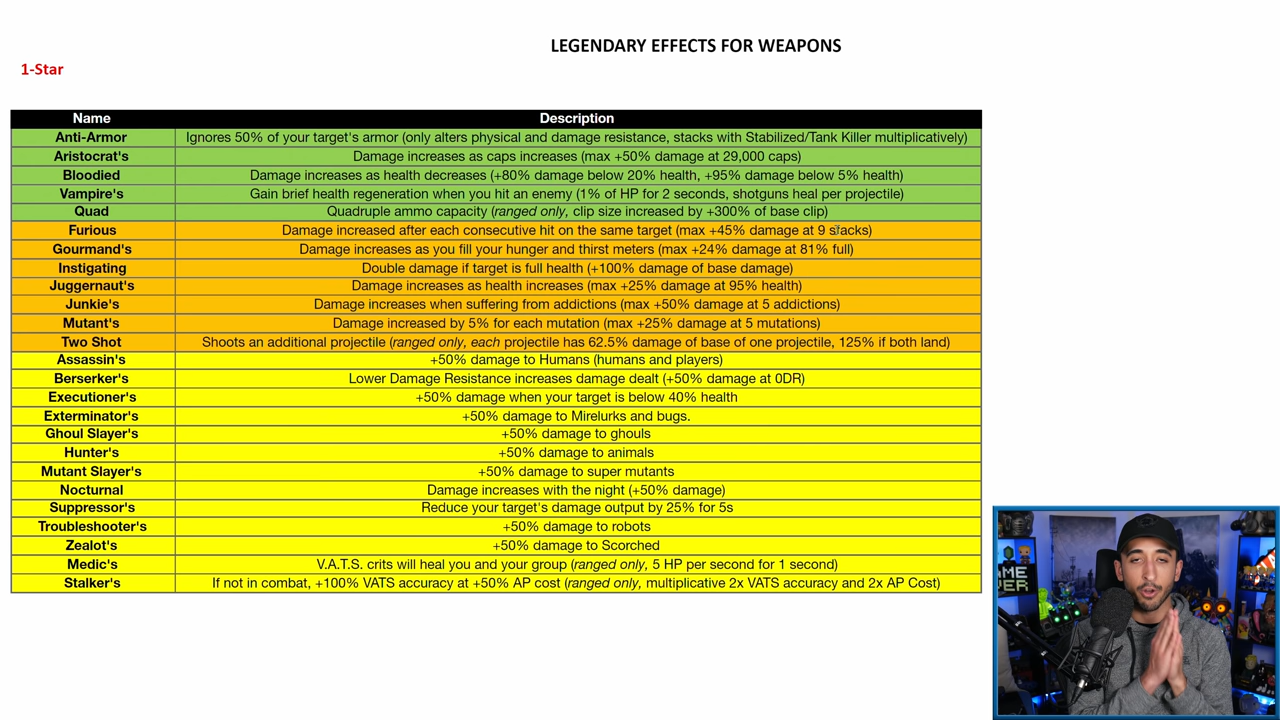 LEGENDARY EFFECTS FOR WEAPONS
1-Star
Name Description
Anti-Armor Ignores 50% of your target's armor (only alters physical and damage resistance, stacks with Stabilized/Tank Killer multiplicatively)
Aristocrat's Damage increases as caps increases (max +50% damage at 29,000 caps)
Bloodied Damage increases as health decreases (+80% damage below 20% health, +95% damage below 5% health)
Vampire's Gain brief health regeneration when you hit an enemy (1% of HP for 2 seconds, shotguns heal per projectile)
Quad Quadruple ammo capacity (ranged only, clip size increased by +300% of base clip)
Furious Damage increased after each consecutive hit on the same target (max +45% damage at 9 stacks)
Gourmand's Damage increases as you fill your hunger and thirst meters (max +24% damage at 81% full)
Instigating Double damage if target is full health (+100% damage of base damage)
Juggernaut's Damage increases as health increases (max +25% damage at 95% health)
Junkie's Damage increases when suffering from addictions (max +50% damage at 5 addictions)
Mutant's Damage increased by 5% for each mutation (max +25% damage at 5 mutations)
Two Shot Shoots an additional projectile (ranged only, each projectile has 62.5% damage of base of one projectile, 125% if both land)
Assassin's +50% damage to Humans (humans and players)
Berserker's Lower Damage Resistance increases damage dealt (+50% damage at 0DR)
Executioner's +50% damage when your target is below 40% health
Exterminator's +50% damage to Mirelurks and bugs.
Ghoul Slayer's +50% damage to ghouls
Hunter's +50% damage to animals
Mutant Slayer's +50% damage to super mutants
Nocturnal Damage increases with the night (+50% damage)
Suppressor's Reduce your target's damage output by 25% for 5s
Troubleshooter's +50% damage to robots
Zealot's +50% damage to Scorched
Medic's V.A.T.S. crits will heal you and your group (ranged only, 5 HP per second for 1 second)
Stalker's If not in combat, +100% VATS accuracy at +50% AP cost (ranged only, multiplicative 2x VATS accuracy and 2x AP Cost)